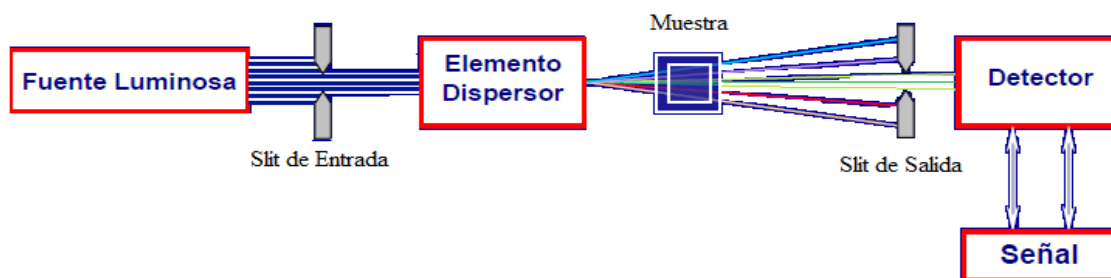 Muestra
Fuente Luminosa
Elemento
Dispersor
Detector
Slit de Entrada
Slit de Salida
Señal